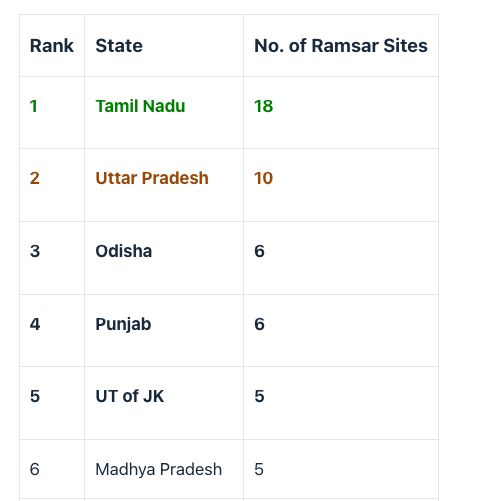 Rank State No. of Ramsar Sites
1 Tamil Nadu 18
2 Uttar Pradesh 10
3 Odisha 6
4 Punjab 6
5 UT of JK 5
6 Madhya Pradesh 5